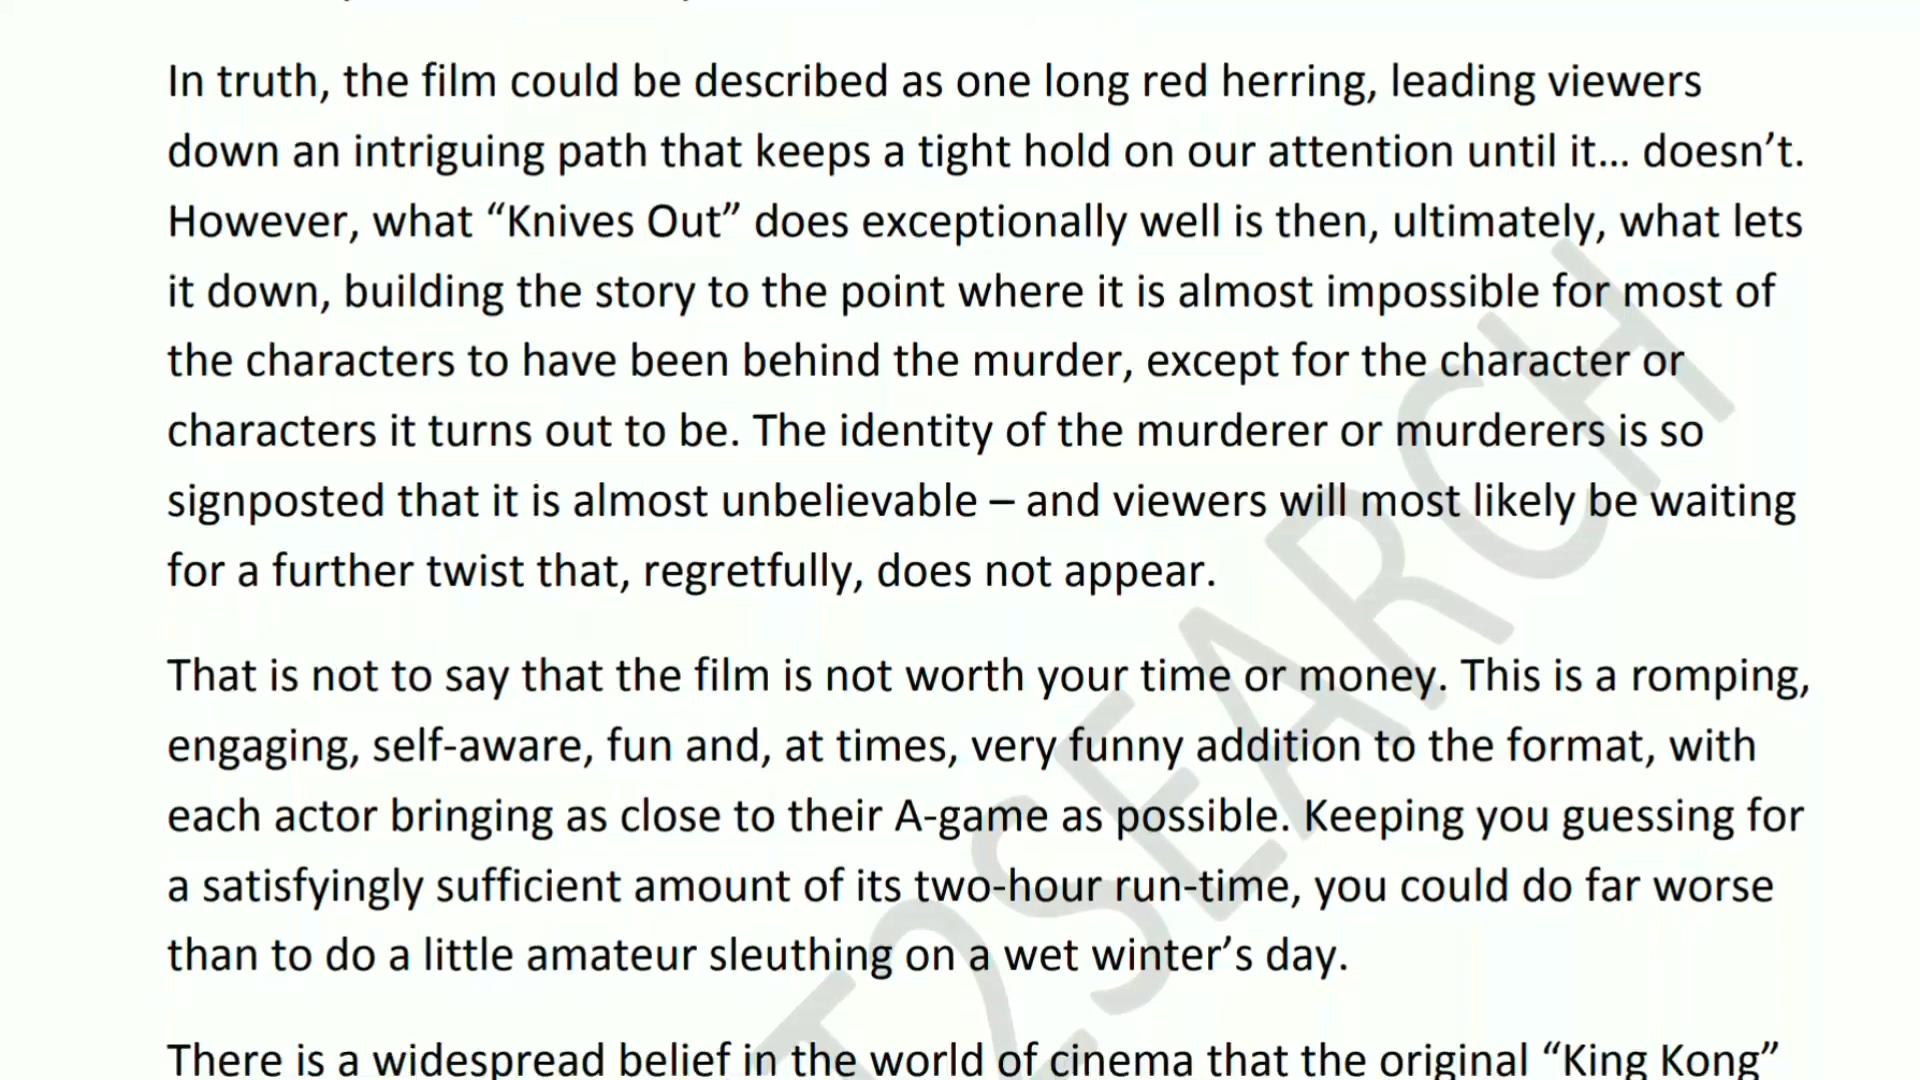 In truth, the film could be described as one long red herring, leading viewers
down an intriguing path that keeps a tight hold on our attention until it... doesn’t.
However, what “Knives Out” does exceptionally well is then, ultimately, what lets
it down, building the story to the point where it is almost impossible for most of
the characters to have been behind the murder, except for the character or
characters it turns out to be. The identity of the murderer or murderers is so
signposted that it is almost unbelievable – and viewers will most likely be waiting
for a further twist that, regretfully, does not appear.
That is not to say that the film is not worth your time or money. This is a romping,
engaging, self-aware, fun and, at times, very funny addition to the format, with
each actor bringing as close to their A-game as possible. Keeping you guessing for
a satisfyingly sufficient amount of its two-hour run-time, you could do far worse
than to do a little amateur sleuthing on a wet winter’s day.
There is a widespread belief in the world of cinema that the original “King Kong”